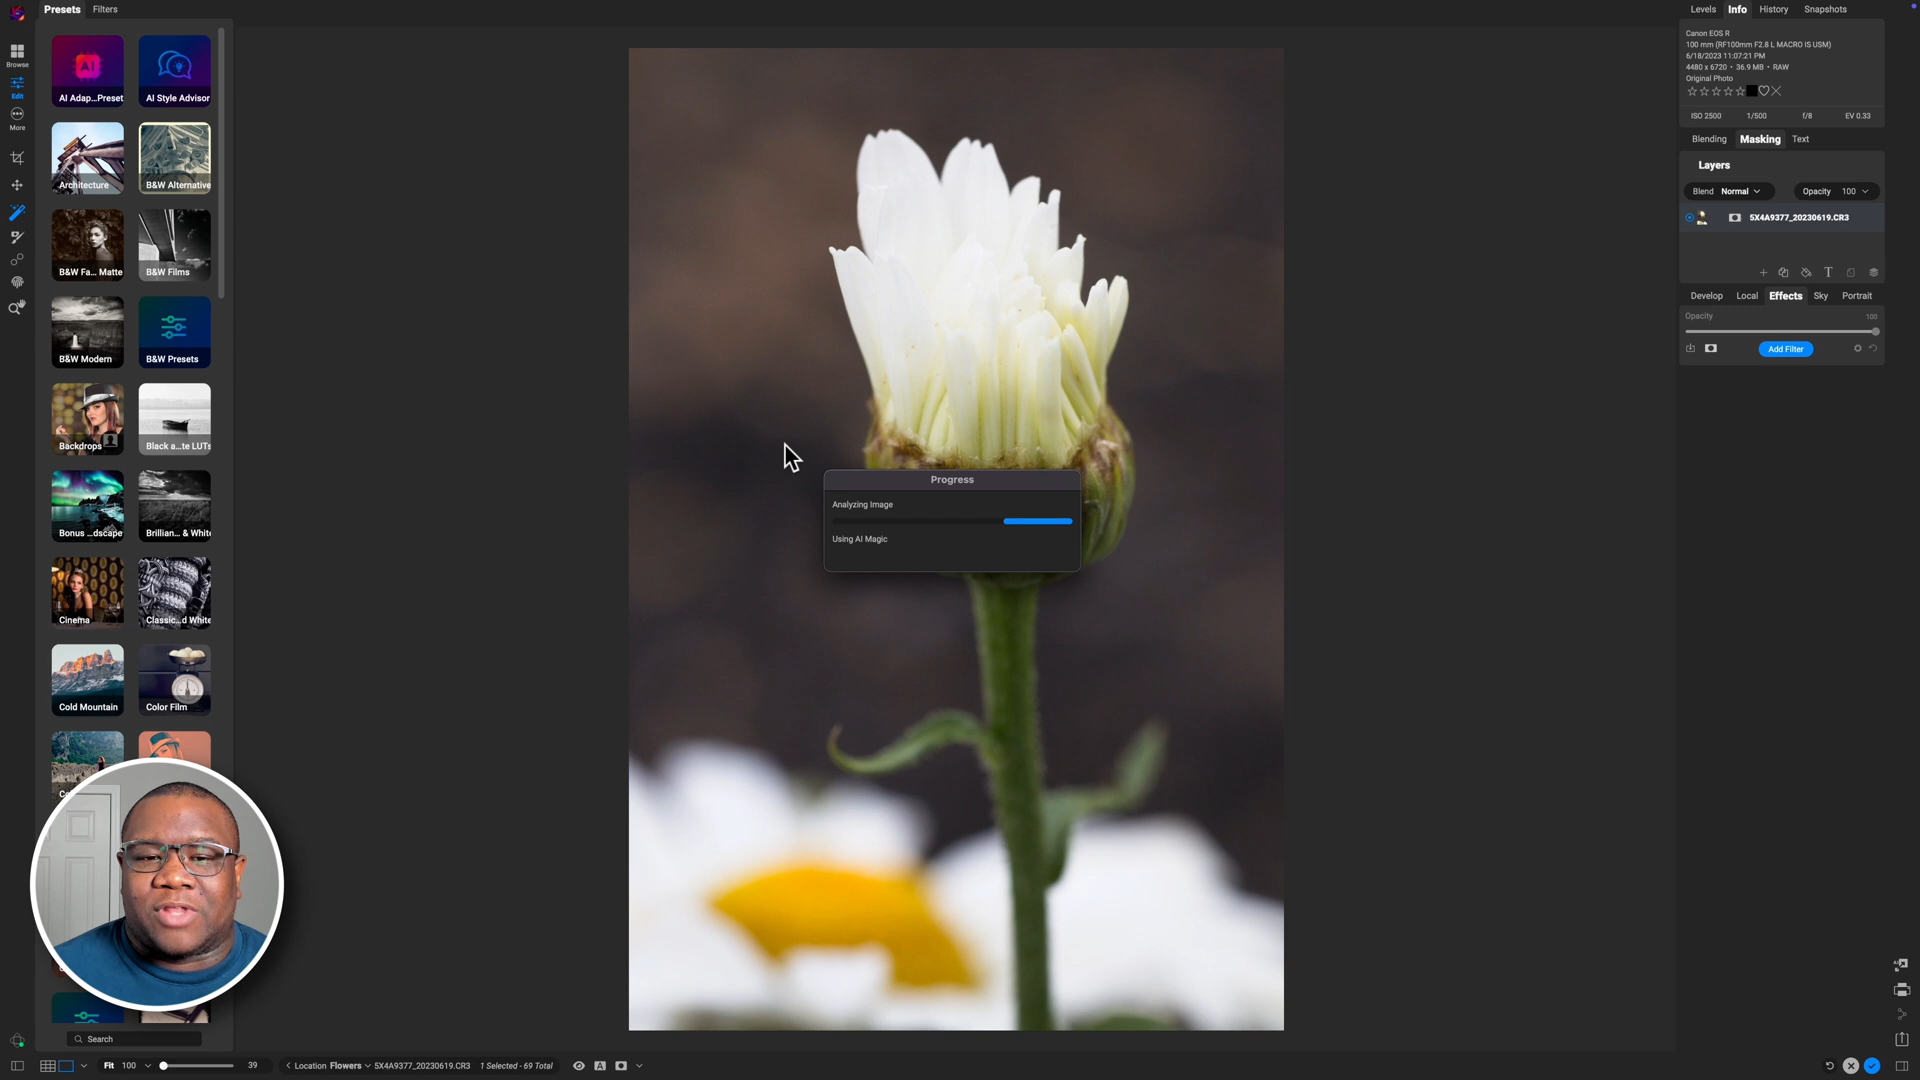 Presets Filters
Browse
Edit
More
AI Adap...Preset
AI Style Advisor
Architecture
B&W Alternative
B&W Fa... Matte
B&W Films
B&W Modern
B&W Presets
Backdrops
Black a...te LUTs
Bonus ...dscape
Brillian... & White
Cinema
Classic...d White
Cold Mountain
Color Film
Search
Progress
Analyzing Image
Using AI Magic
Levels Info History Snapshots
Canon EOS R
100 mm (RF100mm F2.8 L MACRO IS USM)
6/18/2023 11:07:21 PM
4480 x 6720 • 36.9 MB • RAW
Original Photo
ISO 2500 1/500 f/8 EV 0.33
Blending Masking Text
Layers
Blend Normal Opacity 100
5X4A9377_20230619.CR3
Develop Local Effects Sky Portrait
Opacity 100
Add Filter
Fit 100 39 Location Flowers 5X4A9377_20230619.CR3 1 Selected - 69 Total A